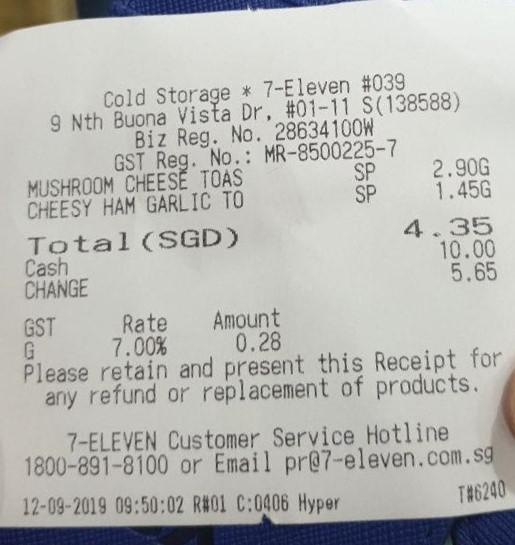 Cold Storage * 7-Eleven #039
9 Nth Buona Vista Dr, #01-11 S(138588)
Biz Reg. No. 28634100W
GST Reg. No.: MR-8500225-7
MUSHROOM CHEESE TOAS SP 2.90G
CHEESY HAM GARLIC TO SP 1.45G
Total(SGD) 4.35
Cash 10.00
CHANGE 5.65
GST Rate Amount
G 7.00% 0.28
Please retain and present this Receipt for
any refund or replacement of products.
7-ELEVEN Customer Service Hotline
1800-891-8100 or Email pr@7-eleven.com.sg
12-09-2019 09:50:02 R#01 C:0406 Hyper T#6240